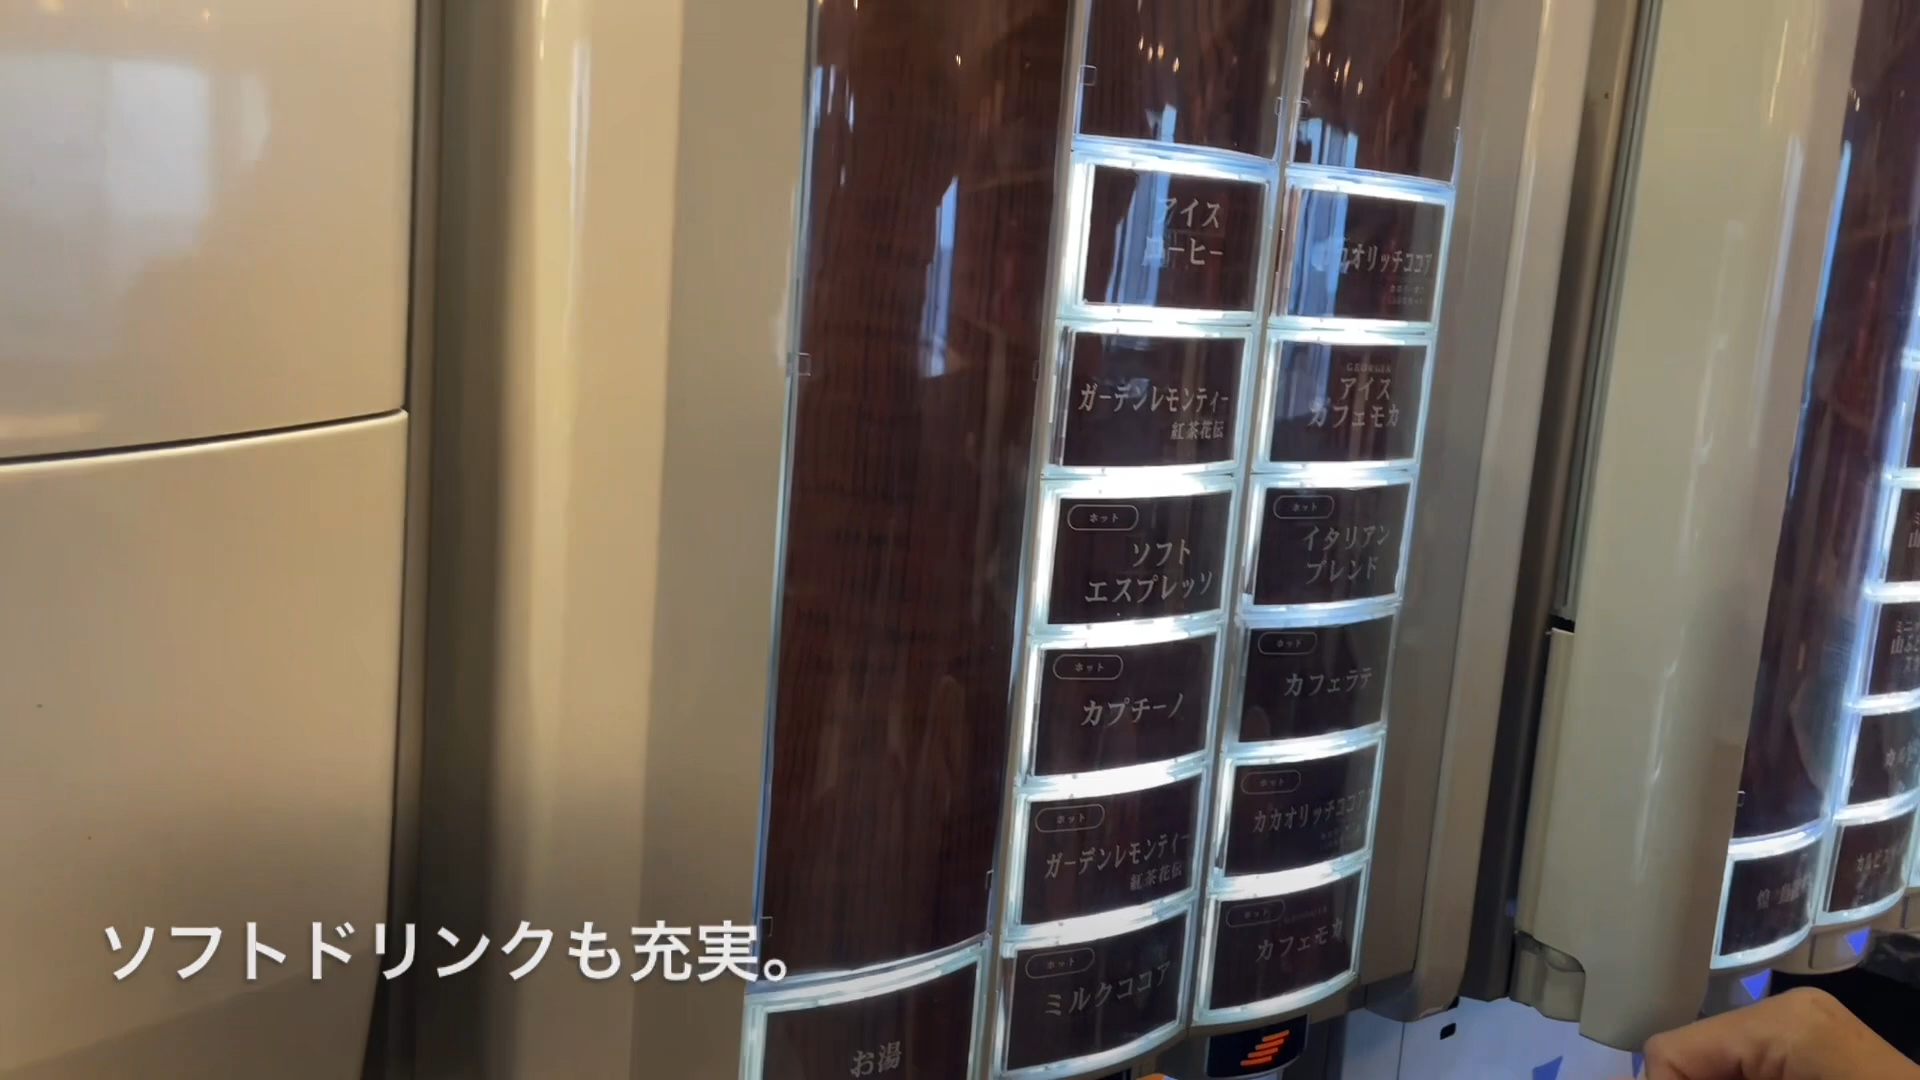 アイス
コーヒー
カオリッチココア
ガーデンレモンティー
紅茶花伝
GEORGIA
アイス
カフェモカ
ホット
ソフト
エスプレッソ
ホット
イタリアン
ブレンド
ホット
カプチーノ
ホット
カフェラテ
ホット
ガーデンレモンティー
紅茶花伝
ホット
カカオリッチココア
ホット
ミルクココア
ホット
カフェモカ
お湯
ソフトドリンクも充実。